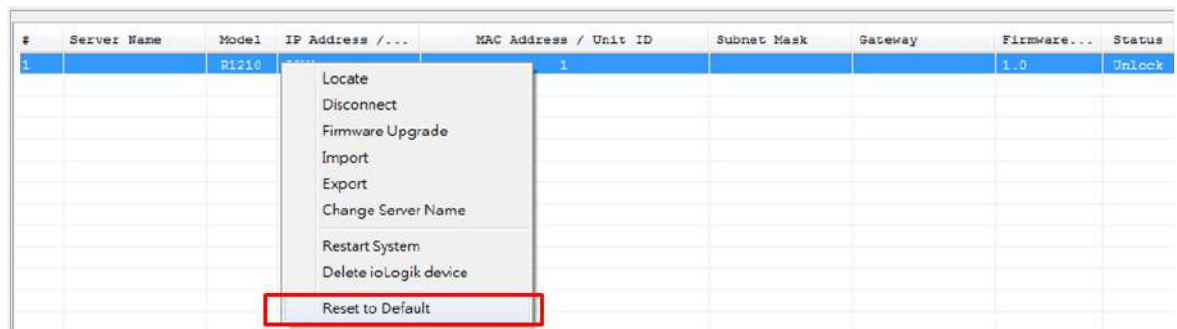 # Server Name Model IP Address /... MAC Address / Unit ID Subnet Mask Gateway Firmware... Status
1 R1210 1 1.0 Unlock
Locate
Disconnect
Firmware Upgrade
Import
Export
Change Server Name
Restart System
Delete ioLogik device
Reset to Default